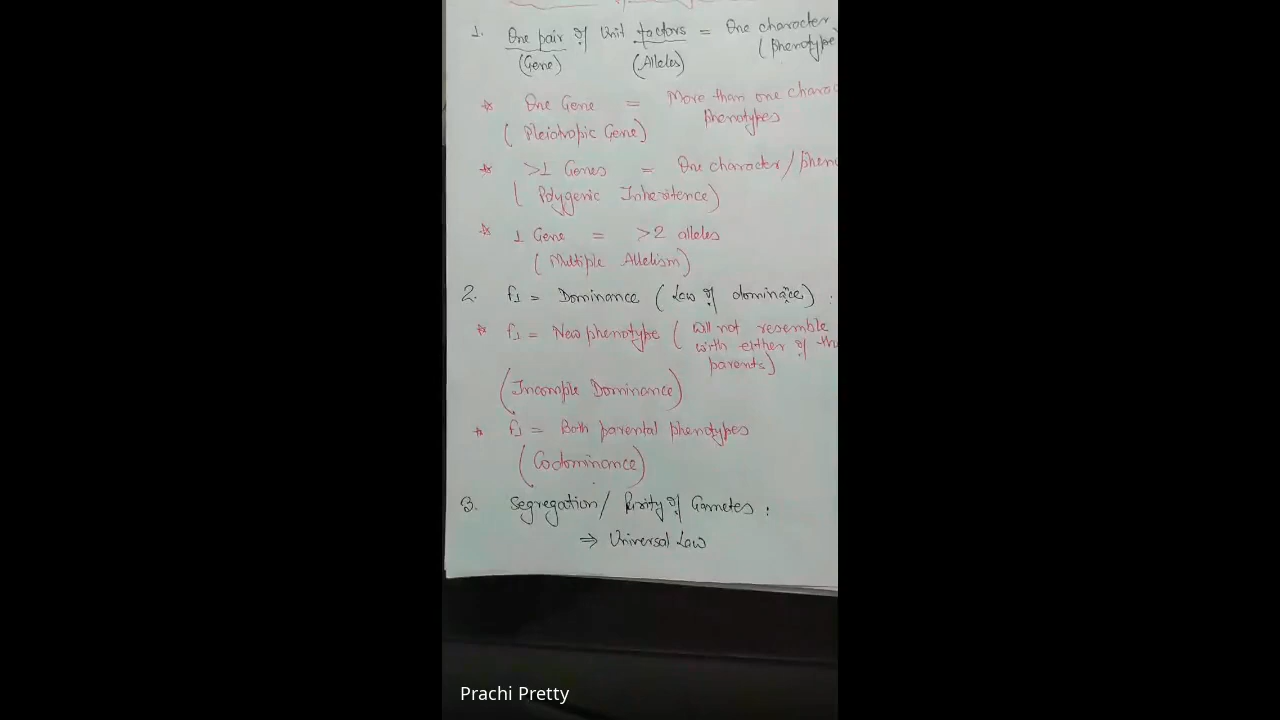 1. One pair of Unit factors = One character
(Gene) (Alleles) (phenotype
* One Gene = More than one charac
(Pleiotropic Gene) phenotypes
* >1 Genes = One character/phen
(Polygenic Inheritence)
* 1 Gene = >2 alleles
(Multiple Allelism)
2. f1 = Dominance (Law of dominace) :
* f1 = New phenotype (will not resemble
with either of th
parents)
(Incomple Dominance)
* f1 = Both parental phenotypes
(Codominance)
3. Segregation/Purity of Gametes :
⇒ Universal Law
Prachi Pretty